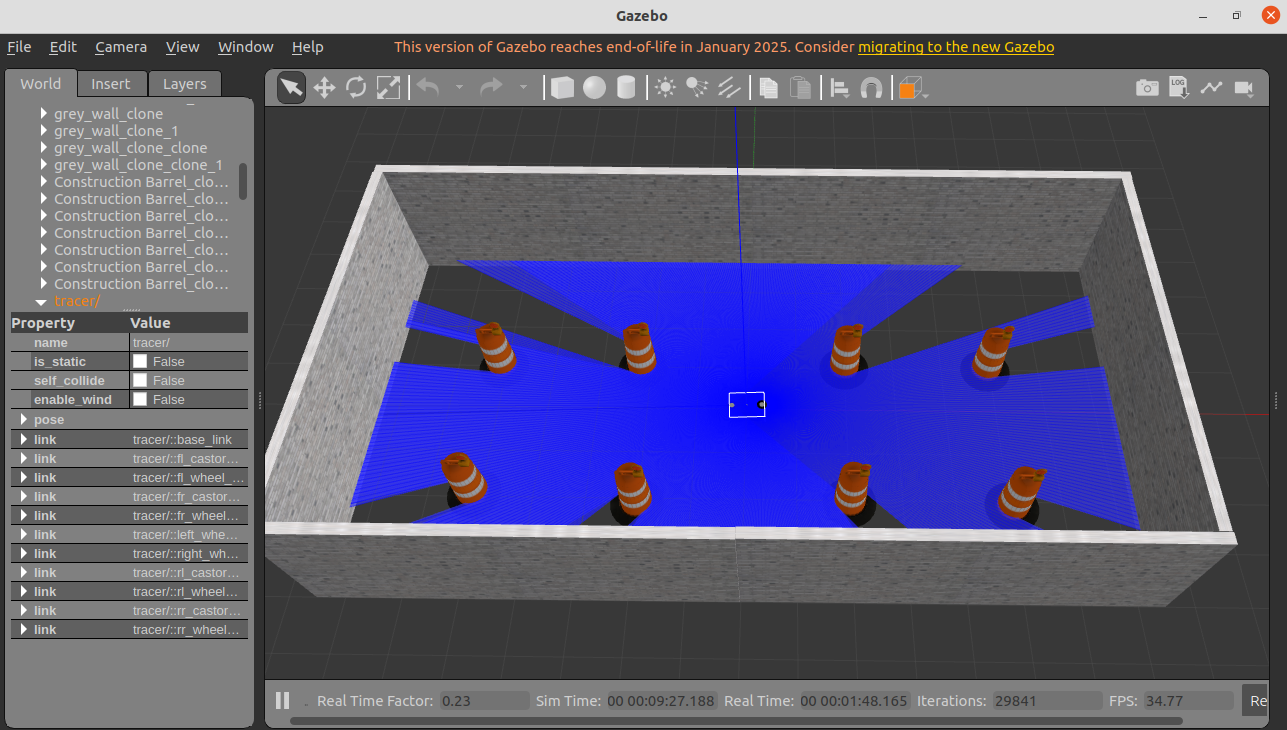 Gazebo
File Edit Camera View Window Help
This version of Gazebo reaches end-of-life in January 2025. Consider migrating to the new Gazebo
World Insert Layers
grey_wall_clone
grey_wall_clone_1
grey_wall_clone_clone
grey_wall_clone_clone_1
Construction Barrel_clo...
Construction Barrel_clo...
Construction Barrel_clo...
Construction Barrel_clo...
Construction Barrel_clo...
Construction Barrel_clo...
Construction Barrel_clo...
tracer/
Property Value
name tracer/
is_static False
self_collide False
enable_wind False
pose
link tracer/::base_link
link tracer/::fl_castor...
link tracer/::fl_wheel_...
link tracer/::fr_castor...
link tracer/::fr_wheel...
link tracer/::left_whe...
link tracer/::right_wh...
link tracer/::rl_castor...
link tracer/::rl_wheel...
link tracer/::rr_castor...
link tracer/::rr_wheel...
LOG
Real Time Factor: 0.23 Sim Time: 00 00:09:27.188 Real Time: 00 00:01:48.165 Iterations: 29841 FPS: 34.77 Re